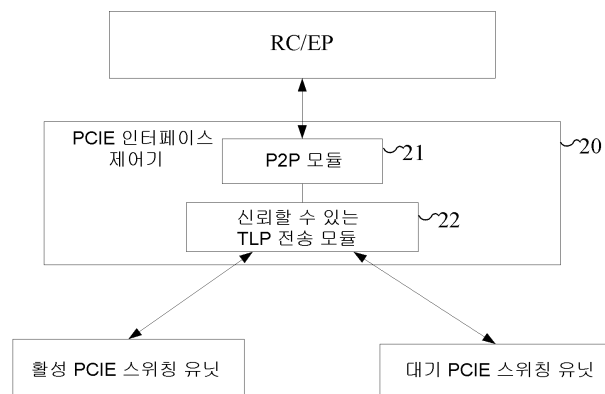 RC/EP
PCIE 인터페이스
제어기
20
P2P 모듈
21
신뢰할 수 있는
TLP 전송 모듈
22
활성 PCIE 스위칭 유닛
대기 PCIE 스위칭 유닛